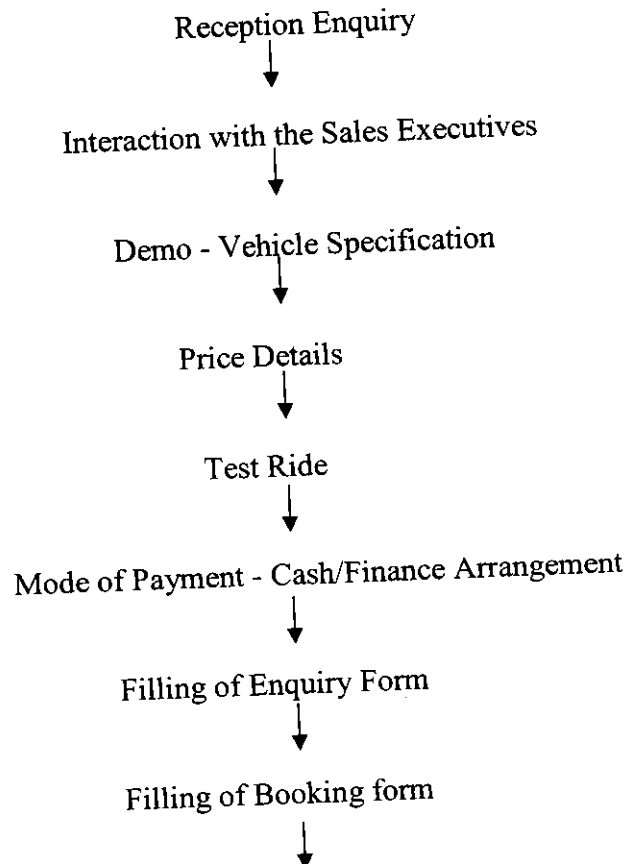 Reception Enquiry
Interaction with the Sales Executives
Demo - Vehicle Specification
Price Details
Test Ride
Mode of Payment - Cash/Finance Arrangement
Filling of Enquiry Form
Filling of Booking form